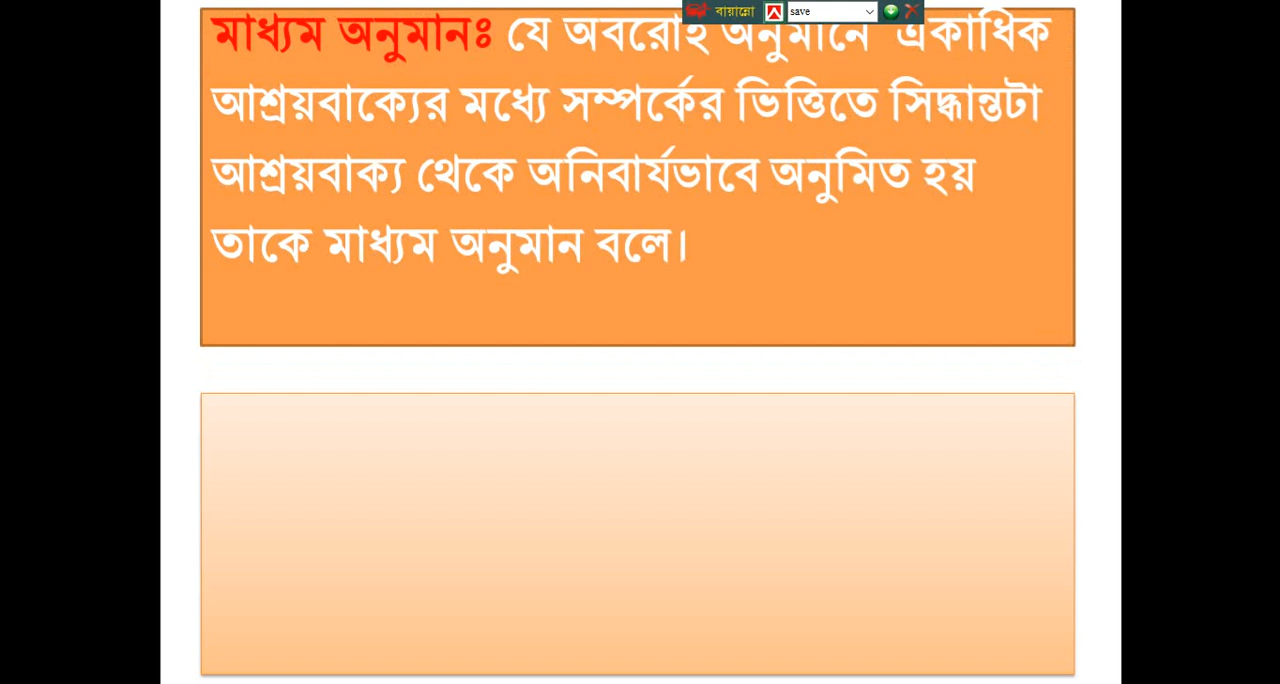 বায়ান্নো save
মাধ্যম অনুমানঃ যে অবরোহ অনুমানে একাধিক
আশ্রয়বাক্যের মধ্যে সম্পর্কের ভিত্তিতে সিদ্ধান্তটা
আশ্রয়বাক্য থেকে অনিবার্যভাবে অনুমিত হয়
তাকে মাধ্যম অনুমান বলে।